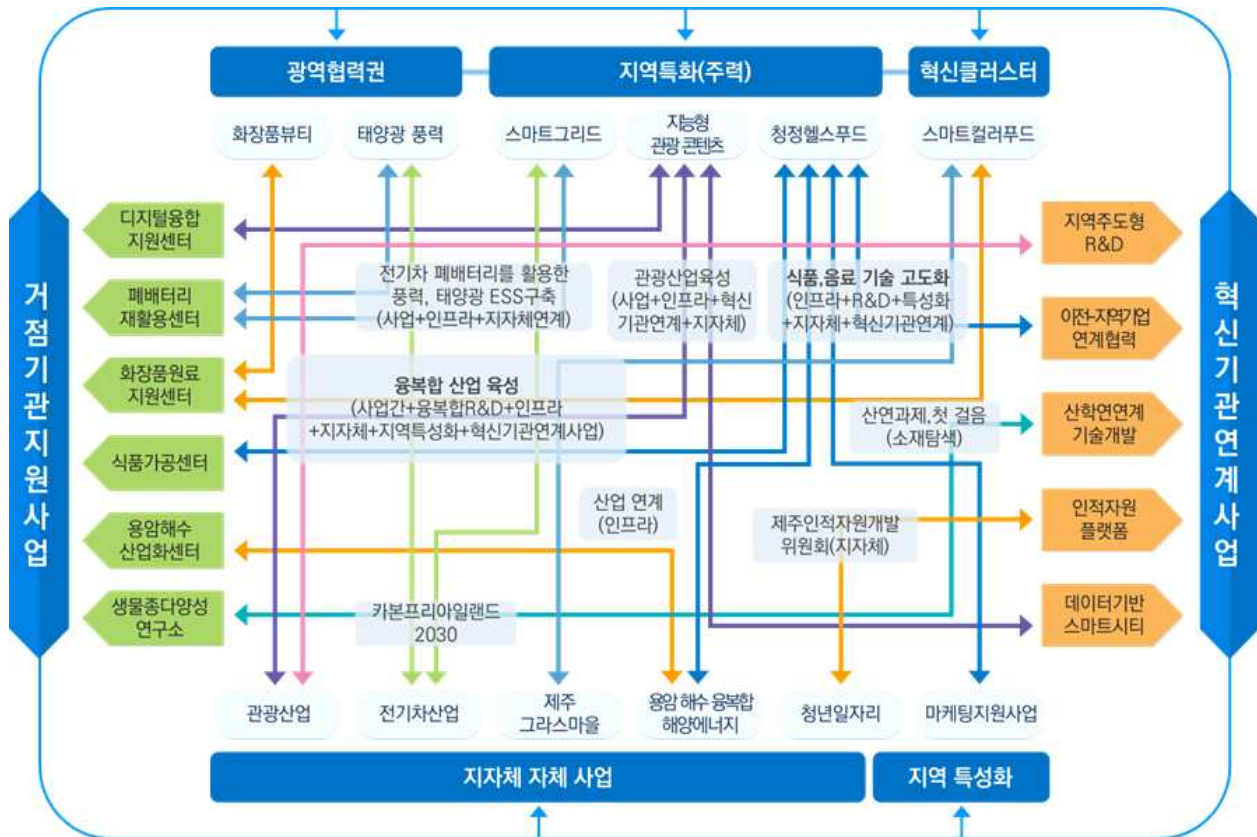 광역협력권
지역특화(주력)
혁신클러스터
화장품뷰티
태양광 풍력
스마트그리드
지능형
관광 콘텐츠
청정헬스푸드
스마트컬러푸드
거점기관지원사업
디지털융합
지원센터
폐배터리
재활용센터
화장품원료
지원센터
식품가공센터
용암해수
산업화센터
생물종다양성
연구소
전기차 폐배터리를 활용한
풍력, 태양광 ESS구축
(사업+인프라+지자체연계)
관광산업육성
(사업+인프라+혁신
기관연계+지자체)
식품,음료 기술 고도화
(인프라+R&D+특성화
+지자체+혁신기관연계)
융복합 산업 육성
(사업간+융복합R&D+인프라
+지자체+지역특성화+혁신기관연계사업)
산연과제,첫 걸음
(소재탐색)
산업 연계
(인프라)
제주인적자원개발
위원회(지자체)
카본프리아일랜드
2030
지역주도형
R&D
이전-지역기업
연계협력
산학연연계
기술개발
인적자원
플랫폼
데이터기반
스마트시티
혁신기관연계사업
관광산업
전기차산업
제주
그라스마을
용암 해수 융복합
해양에너지
청년일자리
마케팅지원사업
지자체 자체 사업
지역 특성화